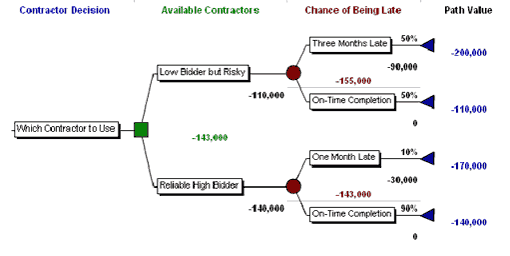 Contractor Decision
Available Contractors
Chance of Being Late
Path Value
Three Months Late
50%
-90,000
-200,000
Low Bidder but Risky
-110,000
-155,000
On-Time Completion
50%
0
-110,000
Which Contractor to Use
-143,000
One Month Late
10%
-30,000
-170,000
Reliable High Bidder
-140,000
-143,000
On-Time Completion
90%
0
-140,000